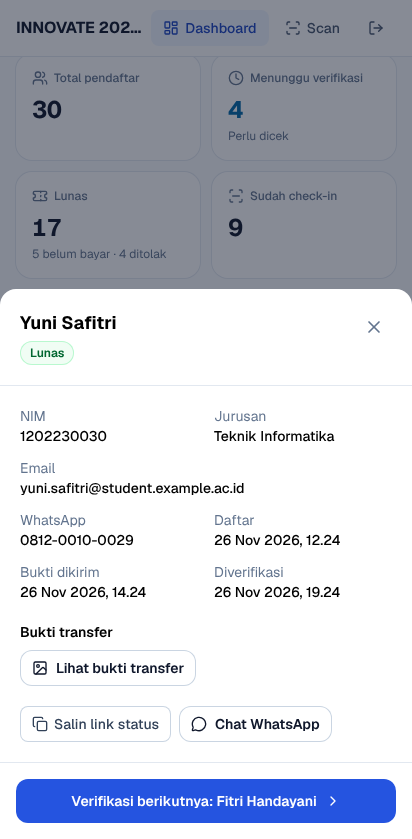 INNOVATE 202... Dashboard Scan
Total pendaftar
30
Menunggu verifikasi
4
Perlu dicek
Lunas
17
5 belum bayar · 4 ditolak
Sudah check-in
9
Yuni Safitri
Lunas
NIM
1202230030
Jurusan
Teknik Informatika
Email
yuni.safitri@student.example.ac.id
WhatsApp
0812-0010-0029
Daftar
26 Nov 2026, 12.24
Bukti dikirim
26 Nov 2026, 14.24
Diverifikasi
26 Nov 2026, 19.24
Bukti transfer
Lihat bukti transfer
Salin link status
Chat WhatsApp
Verifikasi berikutnya: Fitri Handayani